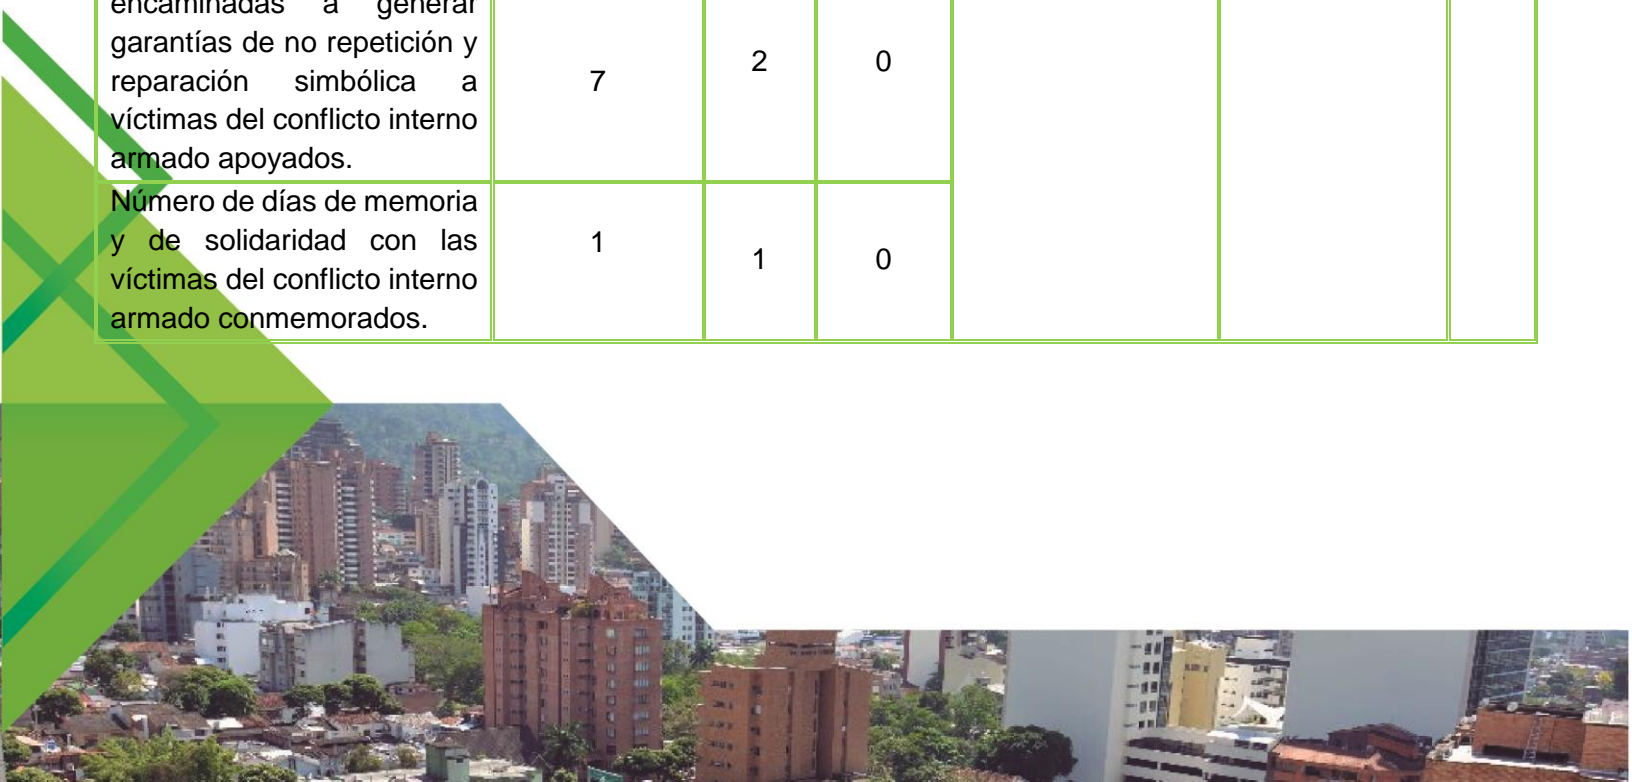 encaminadas a generar
garantías de no repetición y
reparación simbólica a
víctimas del conflicto interno
armado apoyados.
7
2
0
Número de días de memoria
y de solidaridad con las
víctimas del conflicto interno
armado conmemorados.
1
1
0